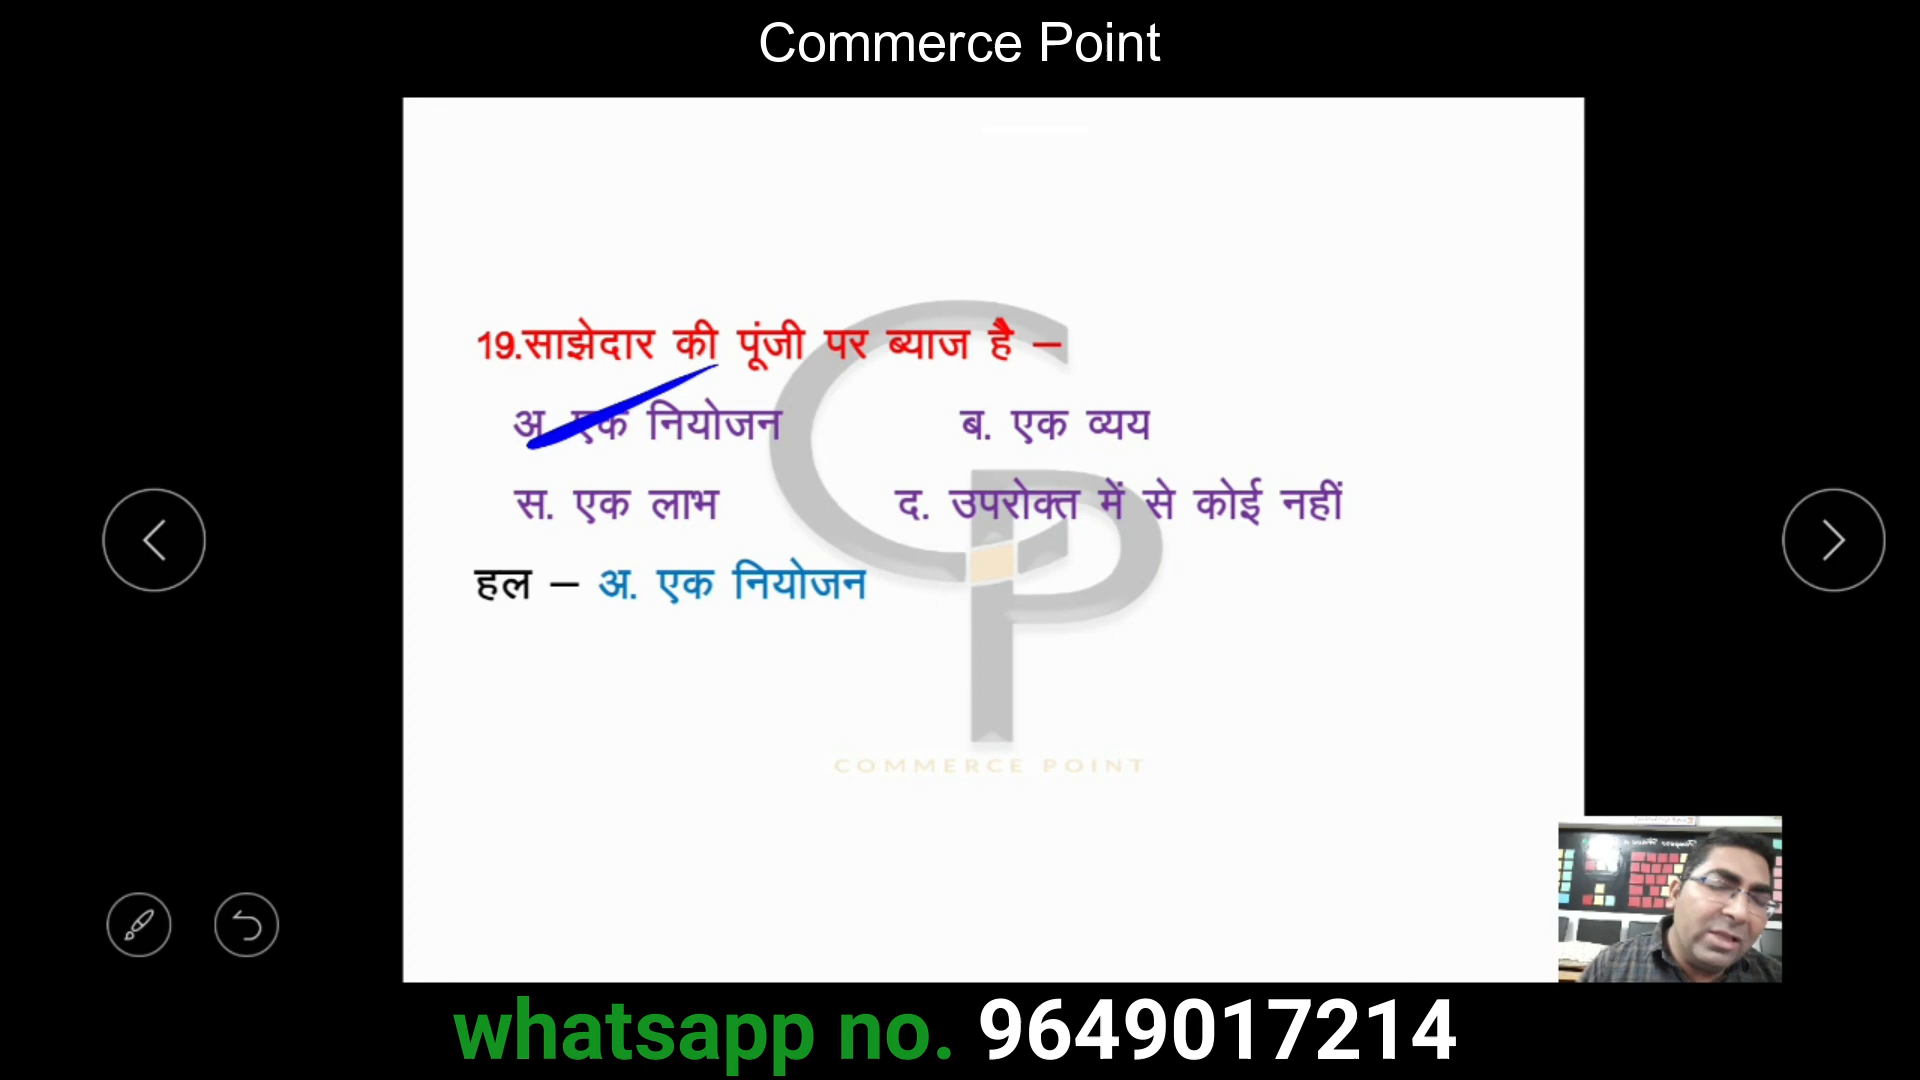 Commerce Point
19.साझेदार की पूंजी पर ब्याज है –
अ. एक नियोजन ब. एक व्यय
स. एक लाभ द. उपरोक्त में से कोई नहीं
हल – अ. एक नियोजन
COMMERCE POINT
whatsapp no. 9649017214